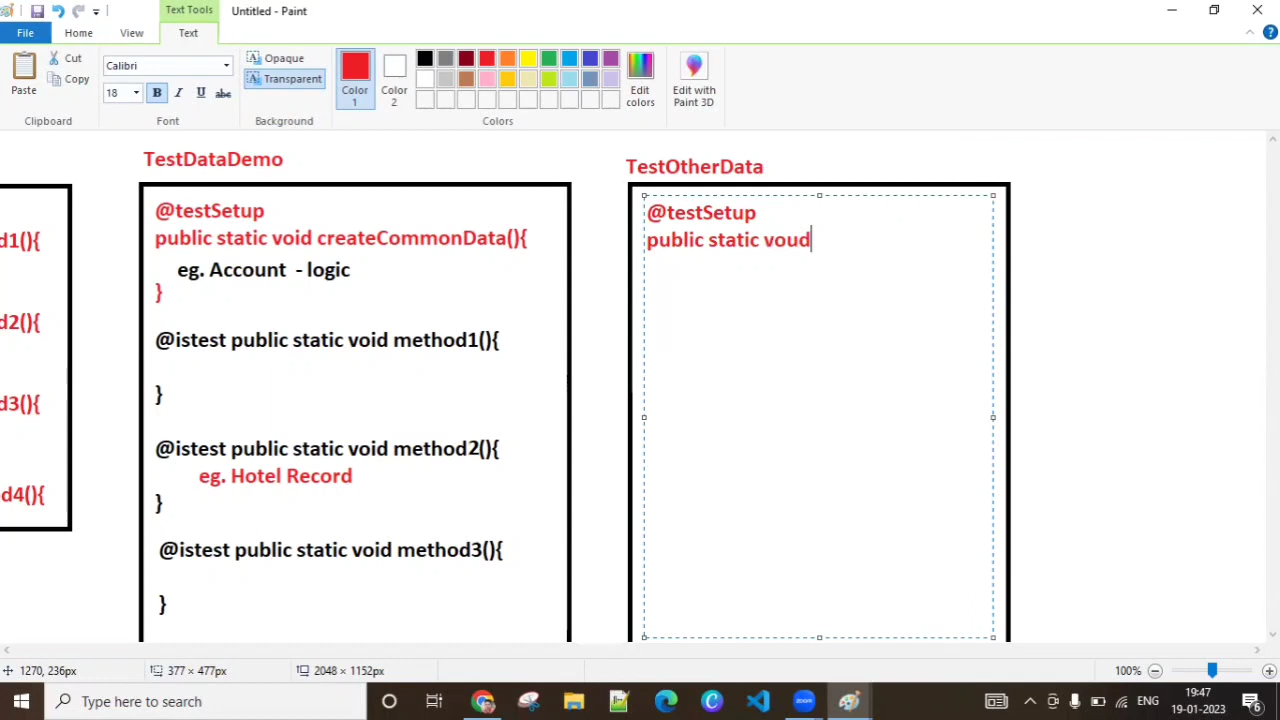 Text Tools
Untitled - Paint
File
Home
View
Text
Paste
Cut
Copy
Clipboard
Calibri
18
B
I
U
abc
Font
Opaque
Transparent
Background
Color 1
Color 2
Edit colors
Colors
Edit with Paint 3D
TestDataDemo
@testSetup
public static void createCommonData(){
eg. Account - logic
}
@istest public static void method1(){
}
@istest public static void method2(){
eg. Hotel Record
}
@istest public static void method3(){
}
d1(){
d2(){
d3(){
d4(){
TestOtherData
@testSetup
public static voud
1270, 236px
377 × 477px
2048 × 1152px
100%
Type here to search
ENG
19:47
19-01-2023
6
zoom